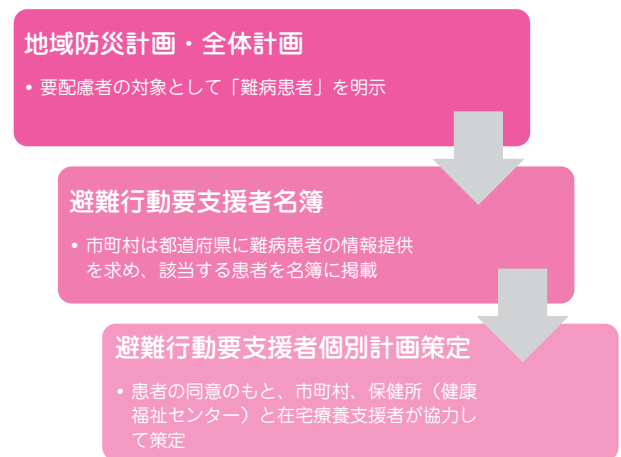 地域防災計画・全体計画
• 要配慮者の対象として「難病患者」を明示
避難行動要支援者名簿
• 市町村は都道府県に難病患者の情報提供
を求め、該当する患者を名簿に掲載
避難行動要支援者個別計画策定
• 患者の同意のもと、市町村、保健所（健康
福祉センター）と在宅療養支援者が協力し
て策定